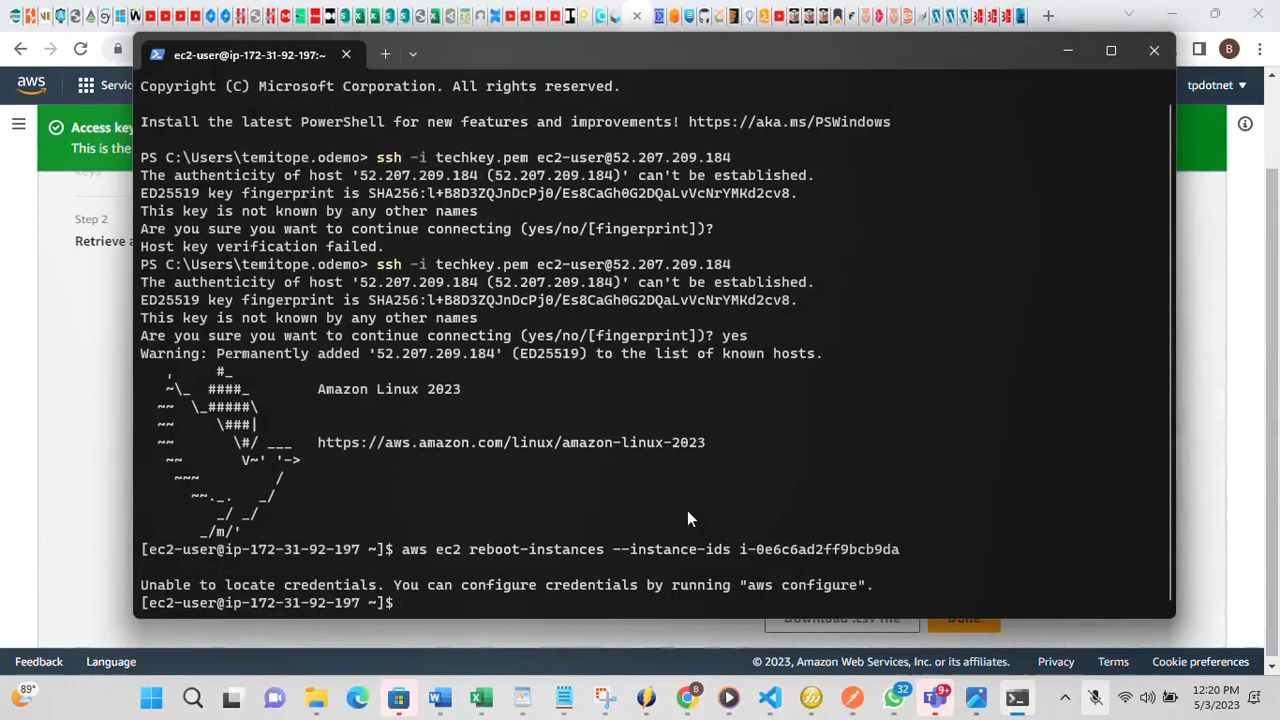 ec2-user@ip-172-31-92-197:~
B
aws
Servic
tpdotnet
Copyright (C) Microsoft Corporation. All rights reserved.
Access key
This is the
Install the latest PowerShell for new features and improvements! https://aka.ms/PSWindows
PS C:\Users\temitope.odemo> ssh -i techkey.pem ec2-user@52.207.209.184
The authenticity of host '52.207.209.184 (52.207.209.184)' can't be established.
ED25519 key fingerprint is SHA256:l+B8D3ZQJnDcPj0/Es8CaGh0G2DQaLvVcNrYMKd2cv8.
This key is not known by any other names
Are you sure you want to continue connecting (yes/no/[fingerprint])?
Host key verification failed.
PS C:\Users\temitope.odemo> ssh -i techkey.pem ec2-user@52.207.209.184
The authenticity of host '52.207.209.184 (52.207.209.184)' can't be established.
ED25519 key fingerprint is SHA256:l+B8D3ZQJnDcPj0/Es8CaGh0G2DQaLvVcNrYMKd2cv8.
This key is not known by any other names
Are you sure you want to continue connecting (yes/no/[fingerprint])? yes
Warning: Permanently added '52.207.209.184' (ED25519) to the list of known hosts.
keys
Step 2
Retrieve a
   ,     #_
   ~\_  ####_        Amazon Linux 2023
  ~~  \_#####\
  ~~     \###|
  ~~       \#/ ___   https://aws.amazon.com/linux/amazon-linux-2023
   ~~       V~' '->
    ~~~         /
      ~~._.   _/
         _/ _/
       _/m/'
[ec2-user@ip-172-31-92-197 ~]$ aws ec2 reboot-instances --instance-ids i-0e6c6ad2ff9bcb9da
Unable to locate credentials. You can configure credentials by running "aws configure".
[ec2-user@ip-172-31-92-197 ~]$
Download .csv file
Done
Feedback
Language
© 2023, Amazon Web Services, Inc. or its affiliates.
Privacy
Terms
Cookie preferences
89°
32
9+
12:20 PM
5/3/2023